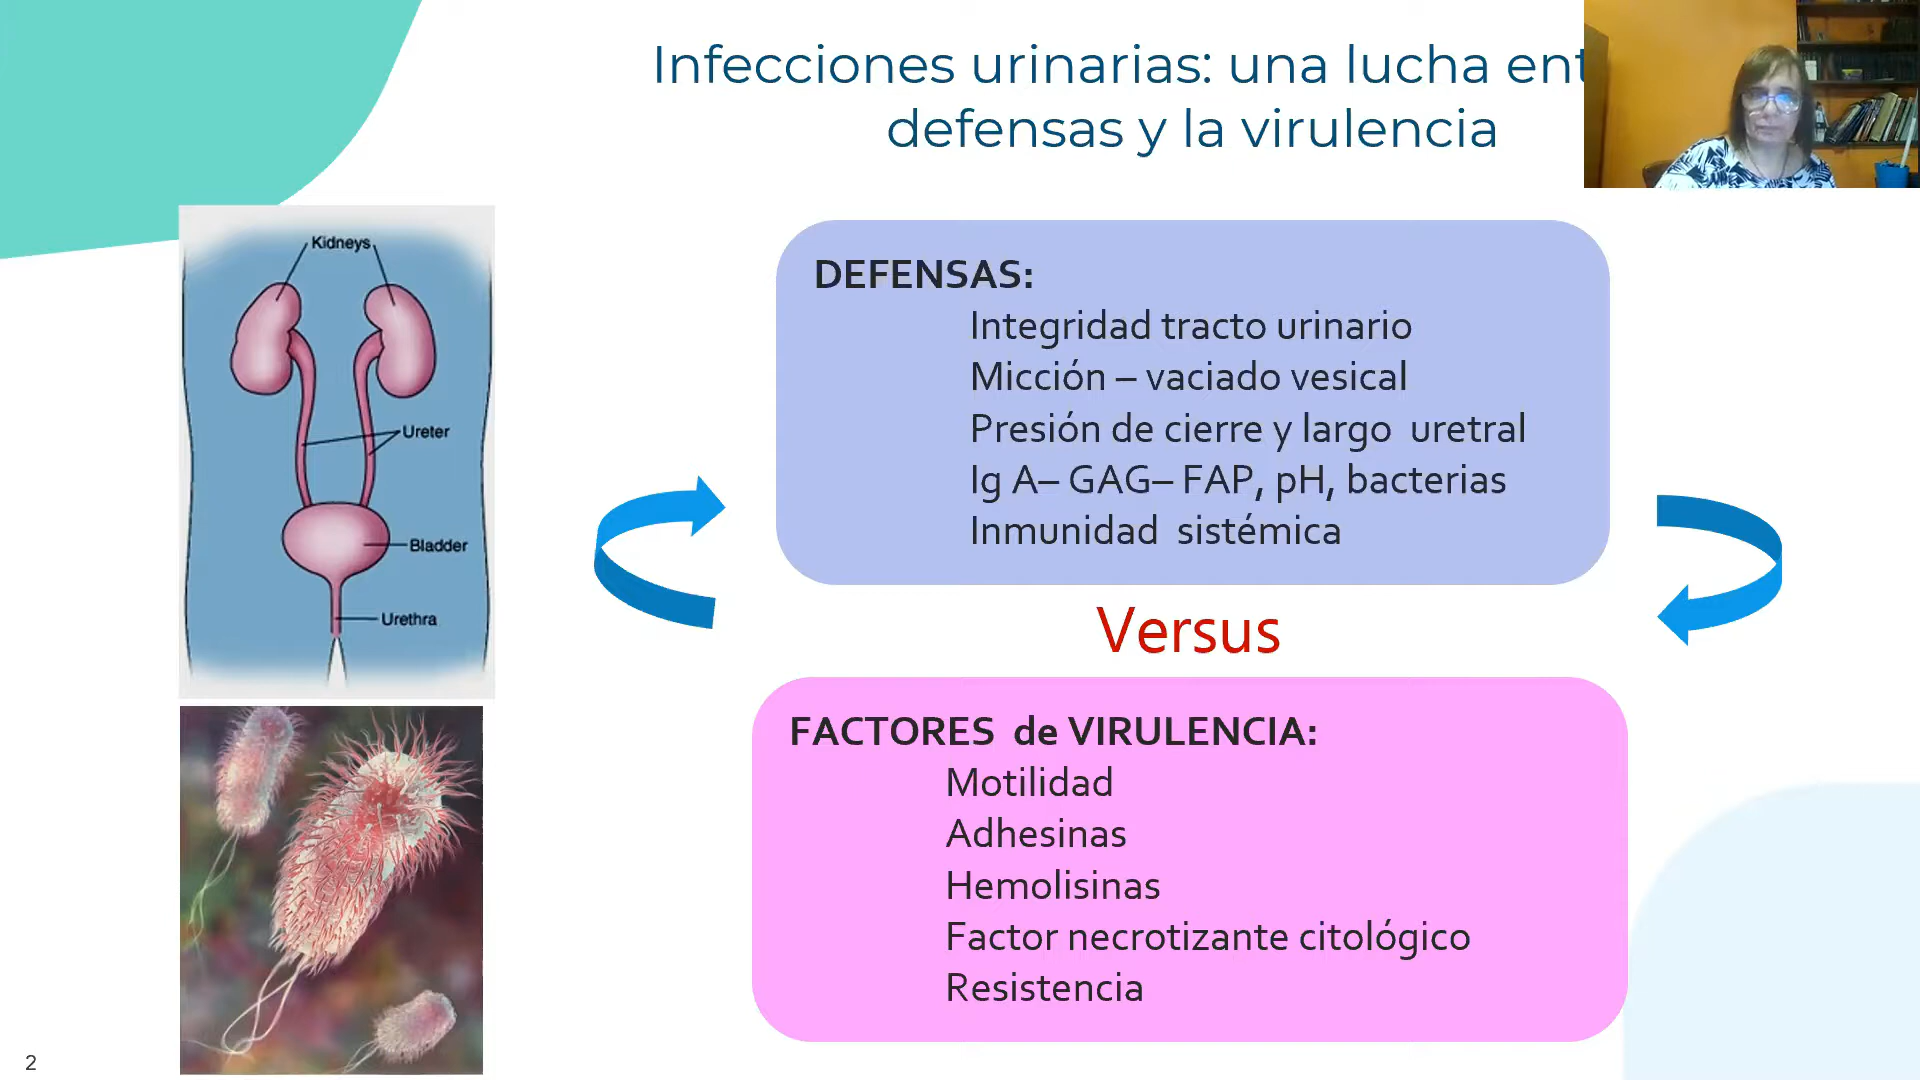 Infecciones urinarias: una lucha
defensas y la virulencia
Kidneys
Ureter
Bladder
Urethra
DEFENSAS:
Integridad tracto urinario
Micción – vaciado vesical
Presión de cierre y largo uretral
Ig A– GAG– FAP, pH, bacterias
Inmunidad sistémica
Versus
FACTORES de VIRULENCIA:
Motilidad
Adhesinas
Hemolisinas
Factor necrotizante citológico
Resistencia
2